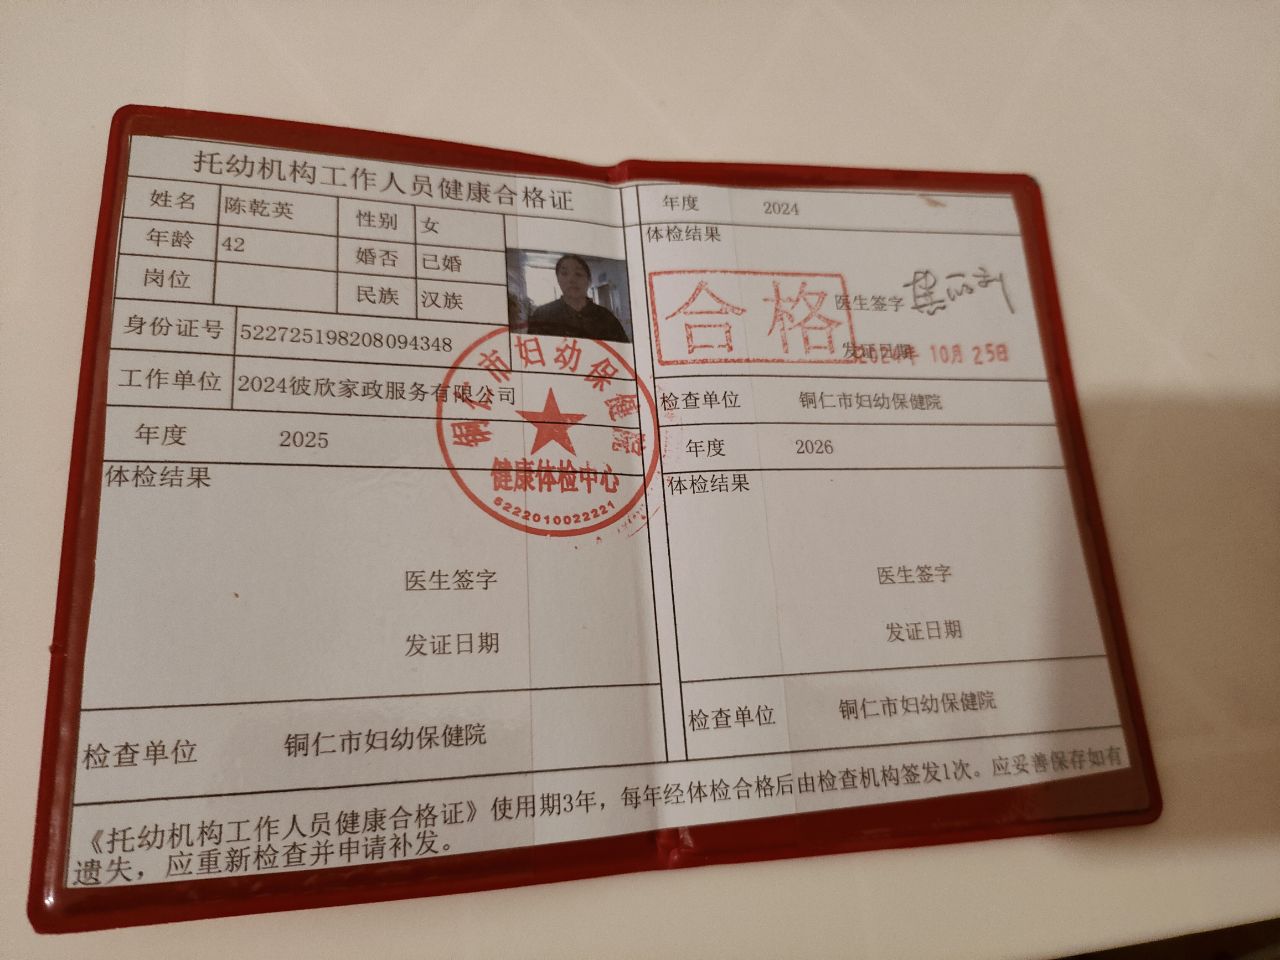 托幼机构工作人员健康合格证
姓名 陈乾英 性别 女
年龄 42 婚否 已婚
岗位 民族 汉族
身份证号 522725198208094348
工作单位 2024彼欣家政服务有限公司
铜仁市妇幼保健院
健康体检中心
5222010022221
年度 2025
体检结果
医生签字
发证日期
检查单位 铜仁市妇幼保健院
年度 2024
体检结果
合格
医生签字
发证日期 2024年 10月 25日
检查单位 铜仁市妇幼保健院
年度 2026
体检结果
医生签字
发证日期
检查单位 铜仁市妇幼保健院
《托幼机构工作人员健康合格证》使用期3年，每年经体检合格后由检查机构签发1次。应妥善保存如有
遗失，应重新检查并申请补发。